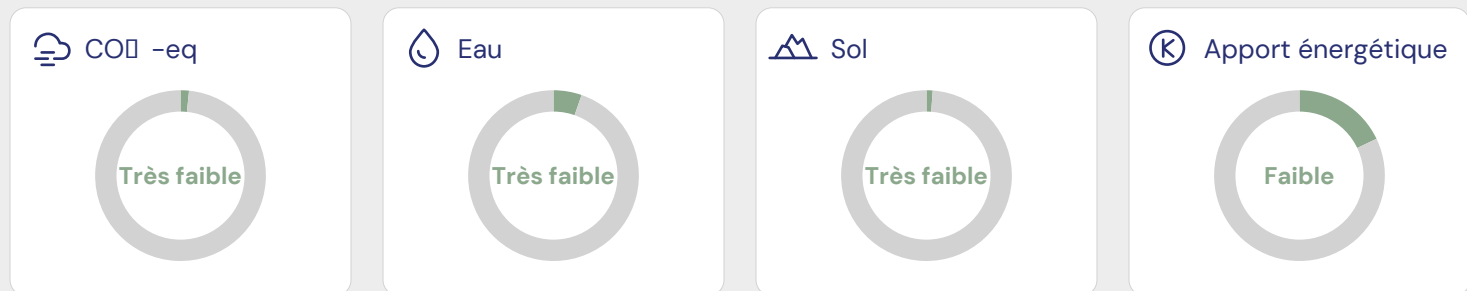 CO▯ -eq
Eau
Sol
Apport énergétique
Très faible
Très faible
Très faible
Faible